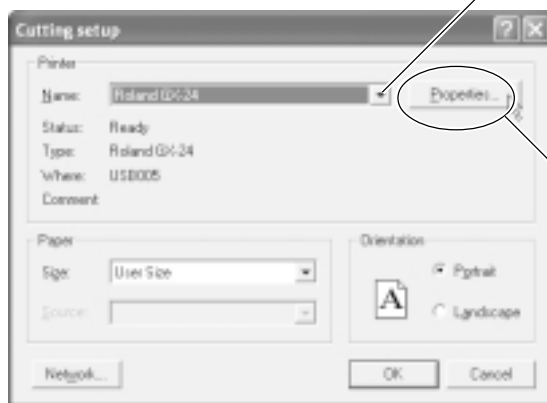 Cutting setup
Printer
Name: Roland GX-24
Properties...
Status: Ready
Type: Roland GX-24
Where: USB005
Comment:
Paper
Size: User Size
Source:
Orientation
A
Portrait
Landscape
Network...
OK
Cancel